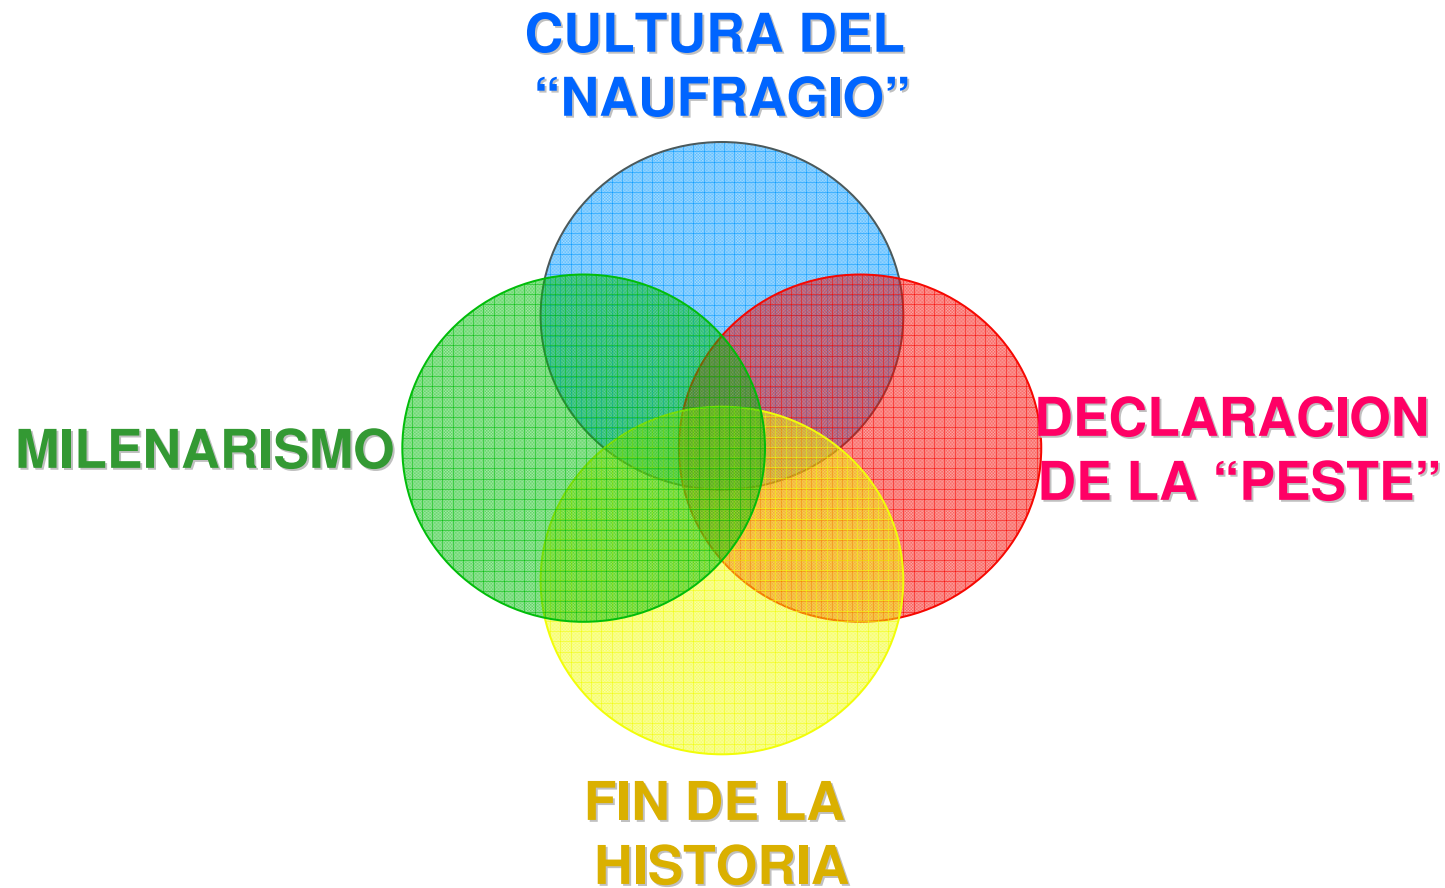 CULTURA DEL
“NAUFRAGIO”
MILENARISMO
DECLARACION
DE LA “PESTE”
FIN DE LA
HISTORIA